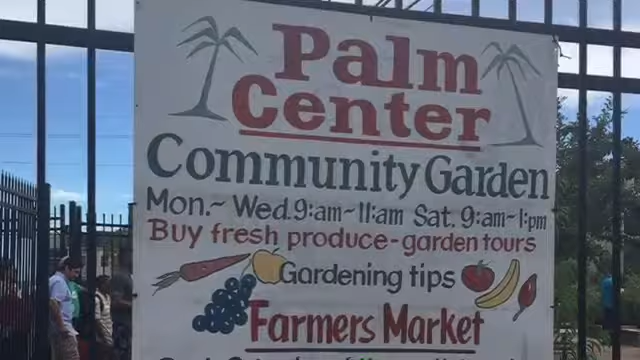 Palm
Center
Community Garden
Mon.~ Wed. 9:am~11:am Sat. 9:am~1:pm
Buy fresh produce-garden tours
Gardening tips
Farmers Market